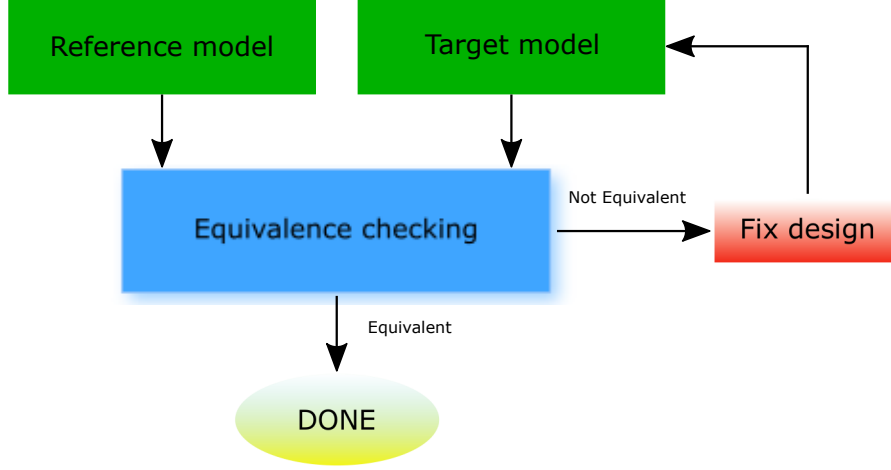 Reference model
Target model
Equivalence checking
Not Equivalent
Fix design
Equivalent
DONE